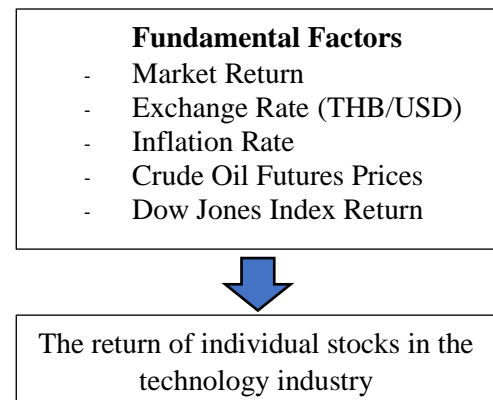 Fundamental Factors
- Market Return
- Exchange Rate (THB/USD)
- Inflation Rate
- Crude Oil Futures Prices
- Dow Jones Index Return
The return of individual stocks in the
technology industry